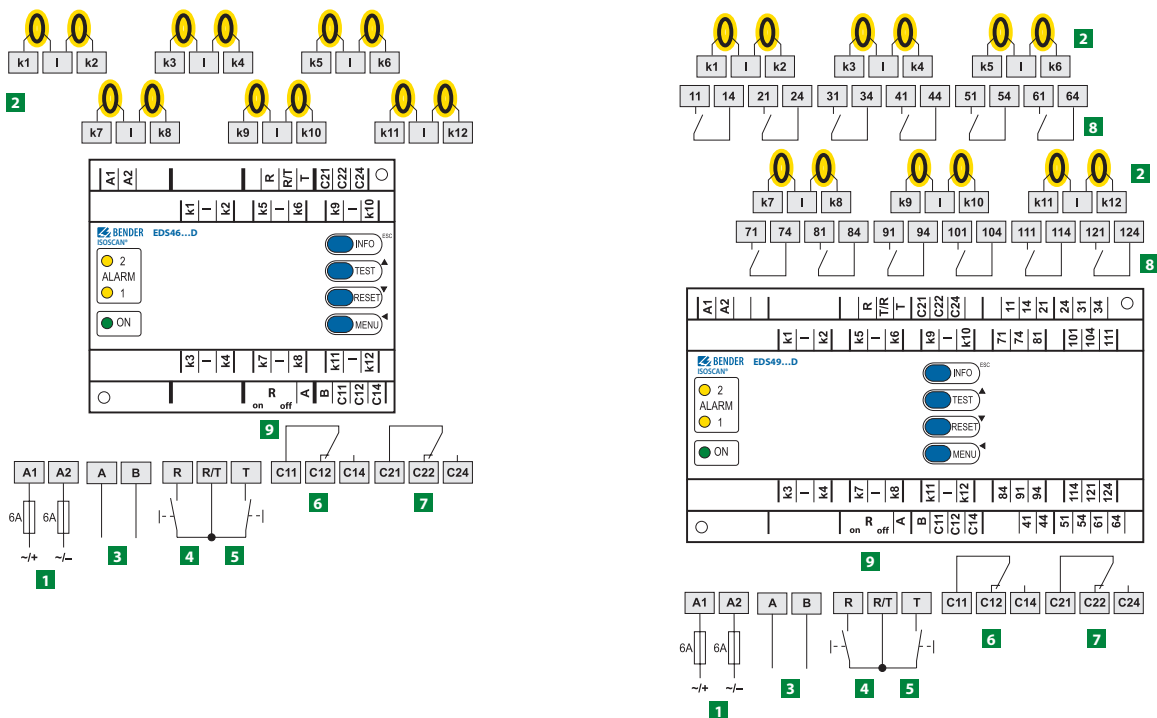 k1 I k2 k3 I k4 k5 I k6
2
k7 I k8 k9 I k10 k11 I k12
A1 A2 R R/T T C21 C22 C24
k1 I k2 k5 I k6 k9 I k10
BENDER EDS46...D
ISOSCAN®
INFO ESC
2
TEST
ALARM
1
RESET
ON
MENU
k3 I k4 k7 I k8 k11 I k12
on R off A B C11 C12 C14
9
A1 A2 A B R R/T T C11 C12 C14 C21 C22 C24
6 7
6A 6A
~/+ ~/–
3 4 5
1
k1 I k2 k3 I k4 k5 I k6
2
11 14 21 24 31 34 41 44 51 54 61 64
8
2
k7 I k8 k9 I k10 k11 I k12
71 74 81 84 91 94 101 104 111 114 121 124
8
A1 A2 R T/R T C21 C22 C24 11 14 21 24 31 34
k1 I k2 k5 I k6 k9 I k10 71 74 81 101 104 111
BENDER EDS49...D
ISOSCAN®
INFO ESC
2
TEST
ALARM
1
RESET
ON
MENU
k3 I k4 k7 I k8 k11 I k12 84 91 94 114 121 124
on R off A B C11 C12 C14 41 44 51 54 61 64
9
A1 A2 A B R R/T T C11 C12 C14 C21 C22 C24
6 7
6A 6A
~/+ ~/–
3 4 5
1